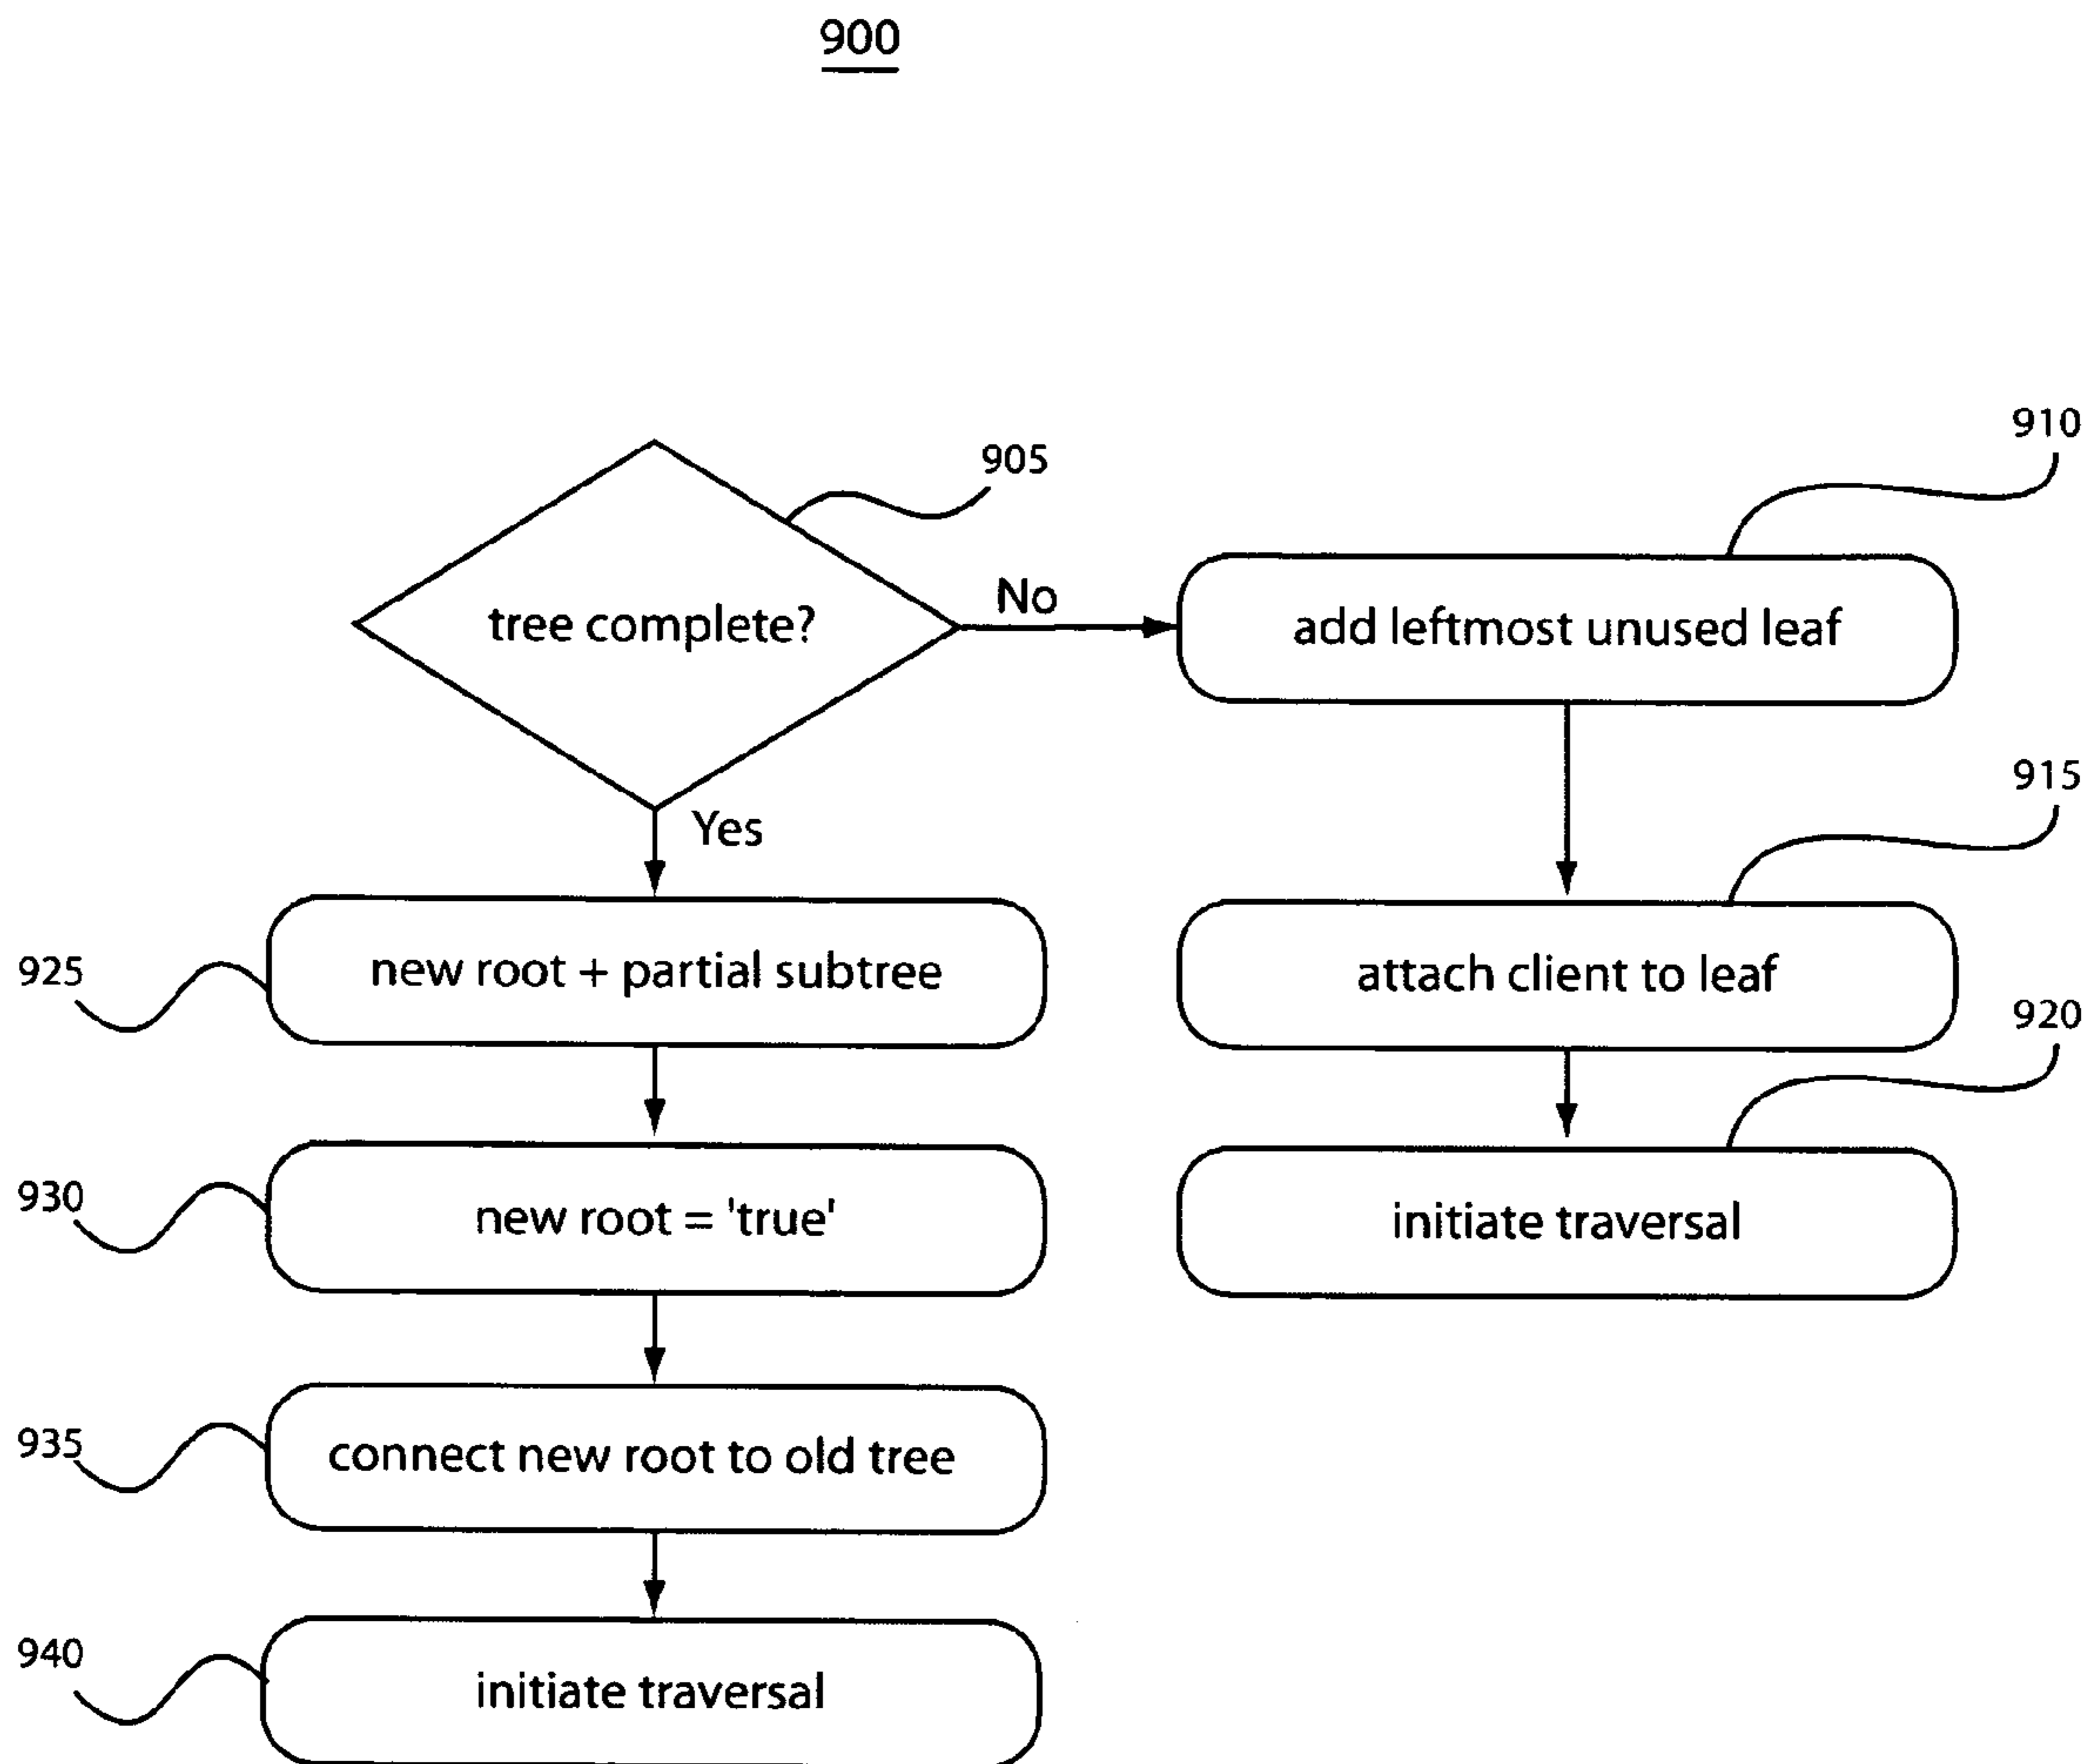 900
905
910
tree complete?
No
add leftmost unused leaf
915
Yes
925
new root + partial subtree
attach client to leaf
920
930
new root = 'true'
initiate traversal
935
connect new root to old tree
940
initiate traversal